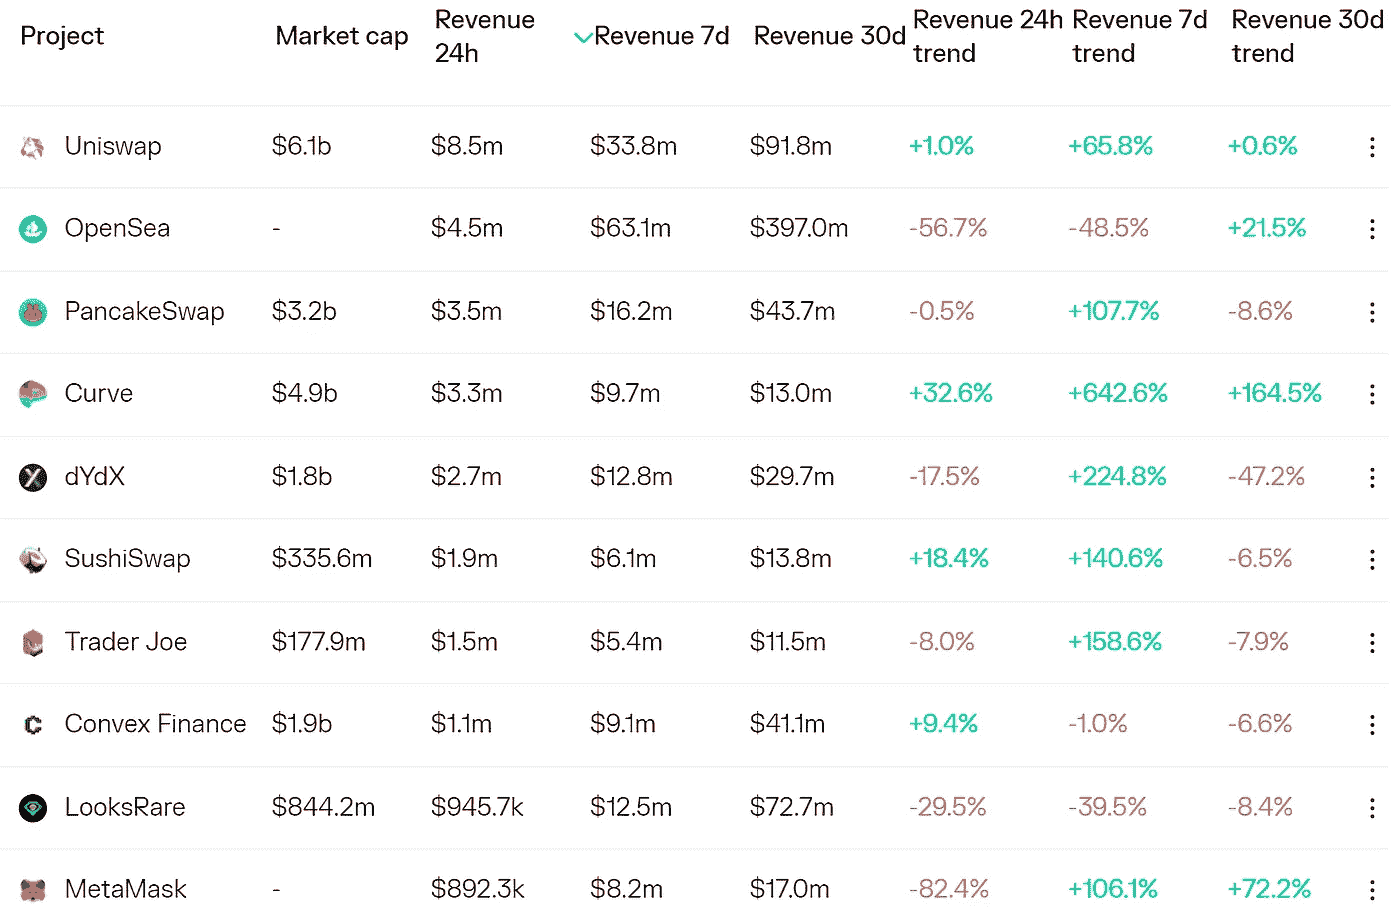 Project Market cap Revenue 24h Revenue 7d Revenue 30d Revenue 24h trend Revenue 7d trend Revenue 30d trend
Uniswap $6.1b $8.5m $33.8m $91.8m +1.0% +65.8% +0.6%
OpenSea - $4.5m $63.1m $397.0m -56.7% -48.5% +21.5%
PancakeSwap $3.2b $3.5m $16.2m $43.7m -0.5% +107.7% -8.6%
Curve $4.9b $3.3m $9.7m $13.0m +32.6% +642.6% +164.5%
dYdX $1.8b $2.7m $12.8m $29.7m -17.5% +224.8% -47.2%
SushiSwap $335.6m $1.9m $6.1m $13.8m +18.4% +140.6% -6.5%
Trader Joe $177.9m $1.5m $5.4m $11.5m -8.0% +158.6% -7.9%
Convex Finance $1.9b $1.1m $9.1m $41.1m +9.4% -1.0% -6.6%
LooksRare $844.2m $945.7k $12.5m $72.7m -29.5% -39.5% -8.4%
MetaMask - $892.3k $8.2m $17.0m -82.4% +106.1% +72.2%